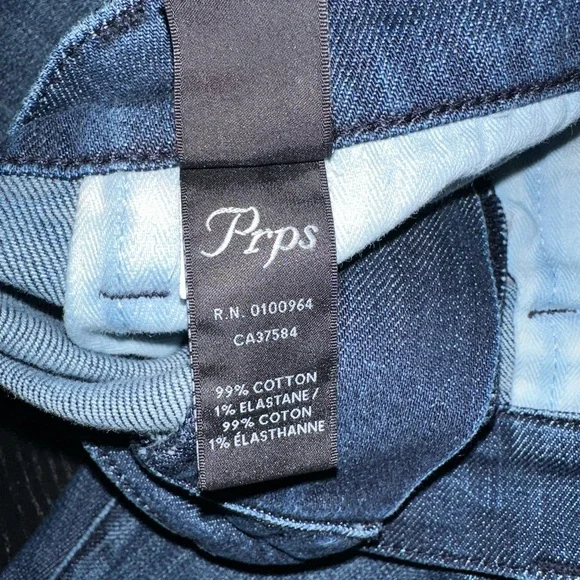 Prps
R.N. 0100964
CA37584
99% COTTON
1% ELASTANE/
99% COTON
1% ÉLASTHANNE